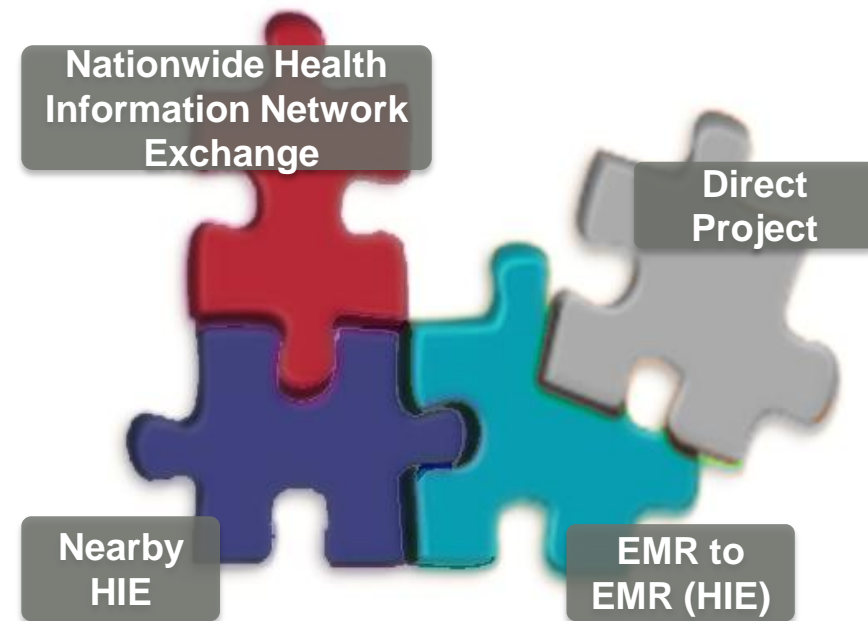 Nationwide Health
Information Network
Exchange
Direct
Project
Nearby
HIE
EMR to
EMR (HIE)